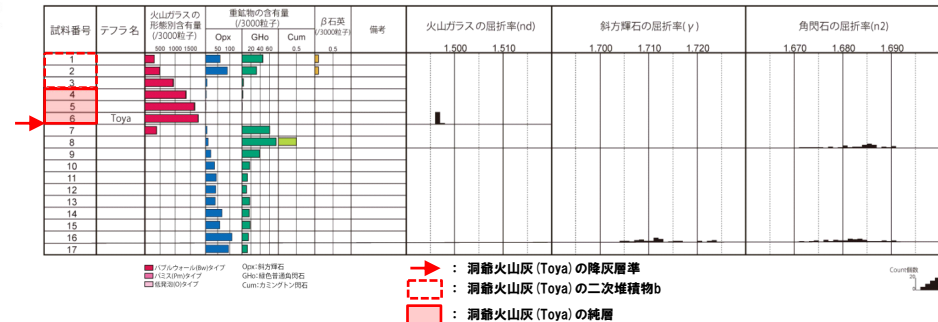 試料番号 テフラ名 火山ガラスの形態別含有量(/3000粒子) 重鉱物の含有量(/3000粒子) β石英(/3000粒子) 備考 火山ガラスの屈折率(nd) 斜方輝石の屈折率(γ) 角閃石の屈折率(n2)
Opx GHo Cum
500 1000 1500 50 100 20 40 60 0.5 0.5 1.500 1.510 1.700 1.710 1.720 1.670 1.680 1.690
1
2
3
4
5
6 Toya
7
8
9
10
11
12
13
14
15
16
17
バブルウォール(Bw)タイプ Opx:斜方輝石
パミス(Pm)タイプ GHo:緑色普通角閃石
低発泡(O)タイプ Cum:カミングトン閃石
: 洞爺火山灰(Toya)の降灰層準
: 洞爺火山灰(Toya)の二次堆積物b
: 洞爺火山灰(Toya)の純層
Count個数
20
0